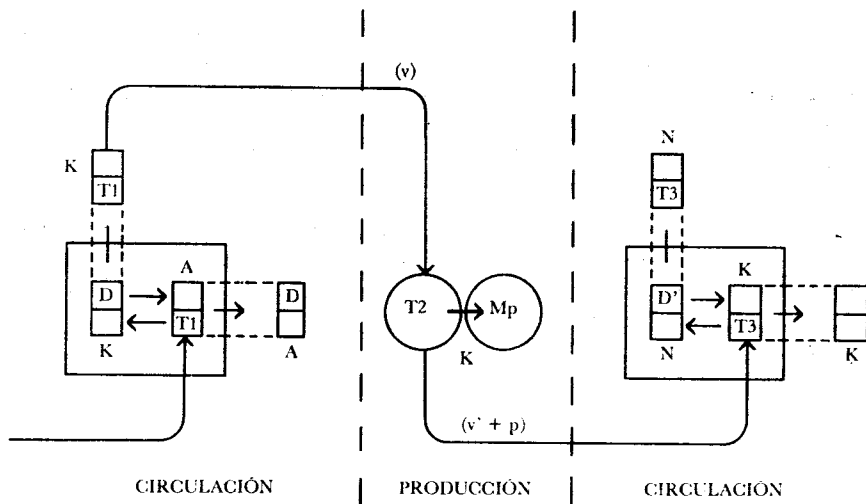 (v)
K
T1
N
T3
A
D
T1
K
D
A
T2
Mp
K
K
D'
T3
N
K
(v' + p)
CIRCULACIÓN
PRODUCCIÓN
CIRCULACIÓN